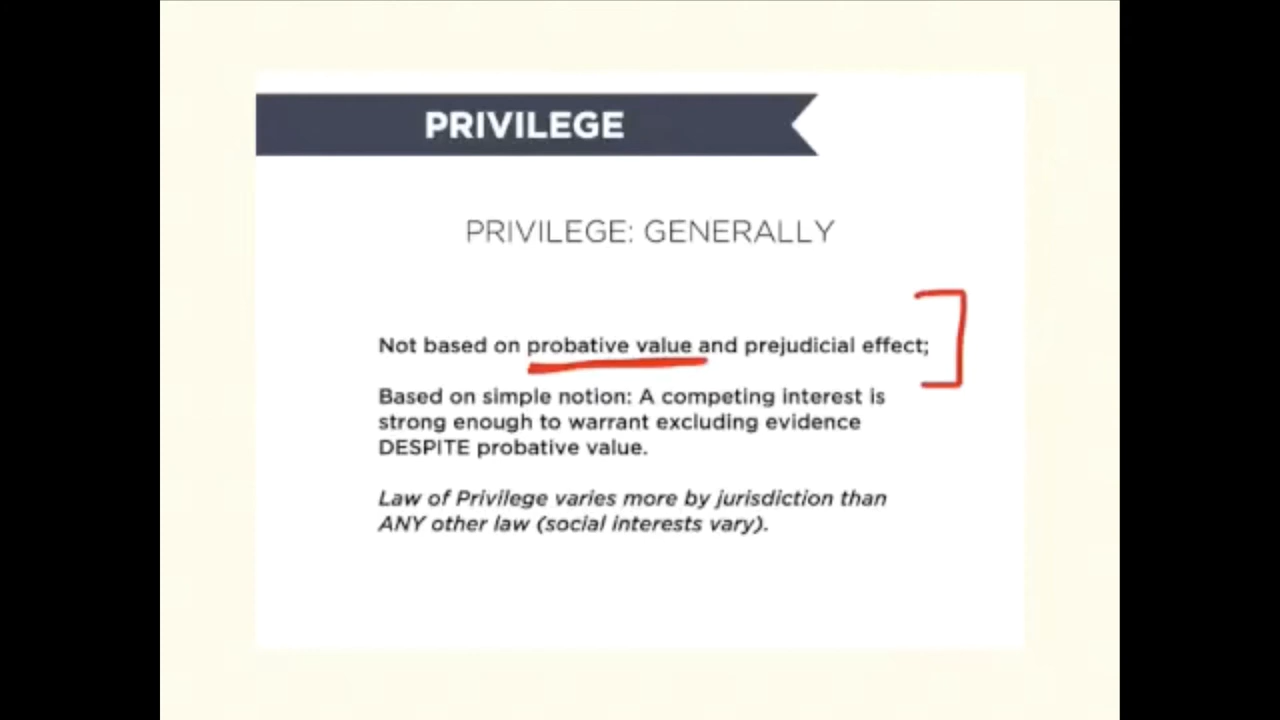 PRIVILEGE
PRIVILEGE: GENERALLY
Not based on probative value and prejudicial effect;
Based on simple notion: A competing interest is
strong enough to warrant excluding evidence
DESPITE probative value.
Law of Privilege varies more by jurisdiction than
ANY other law (social interests vary).